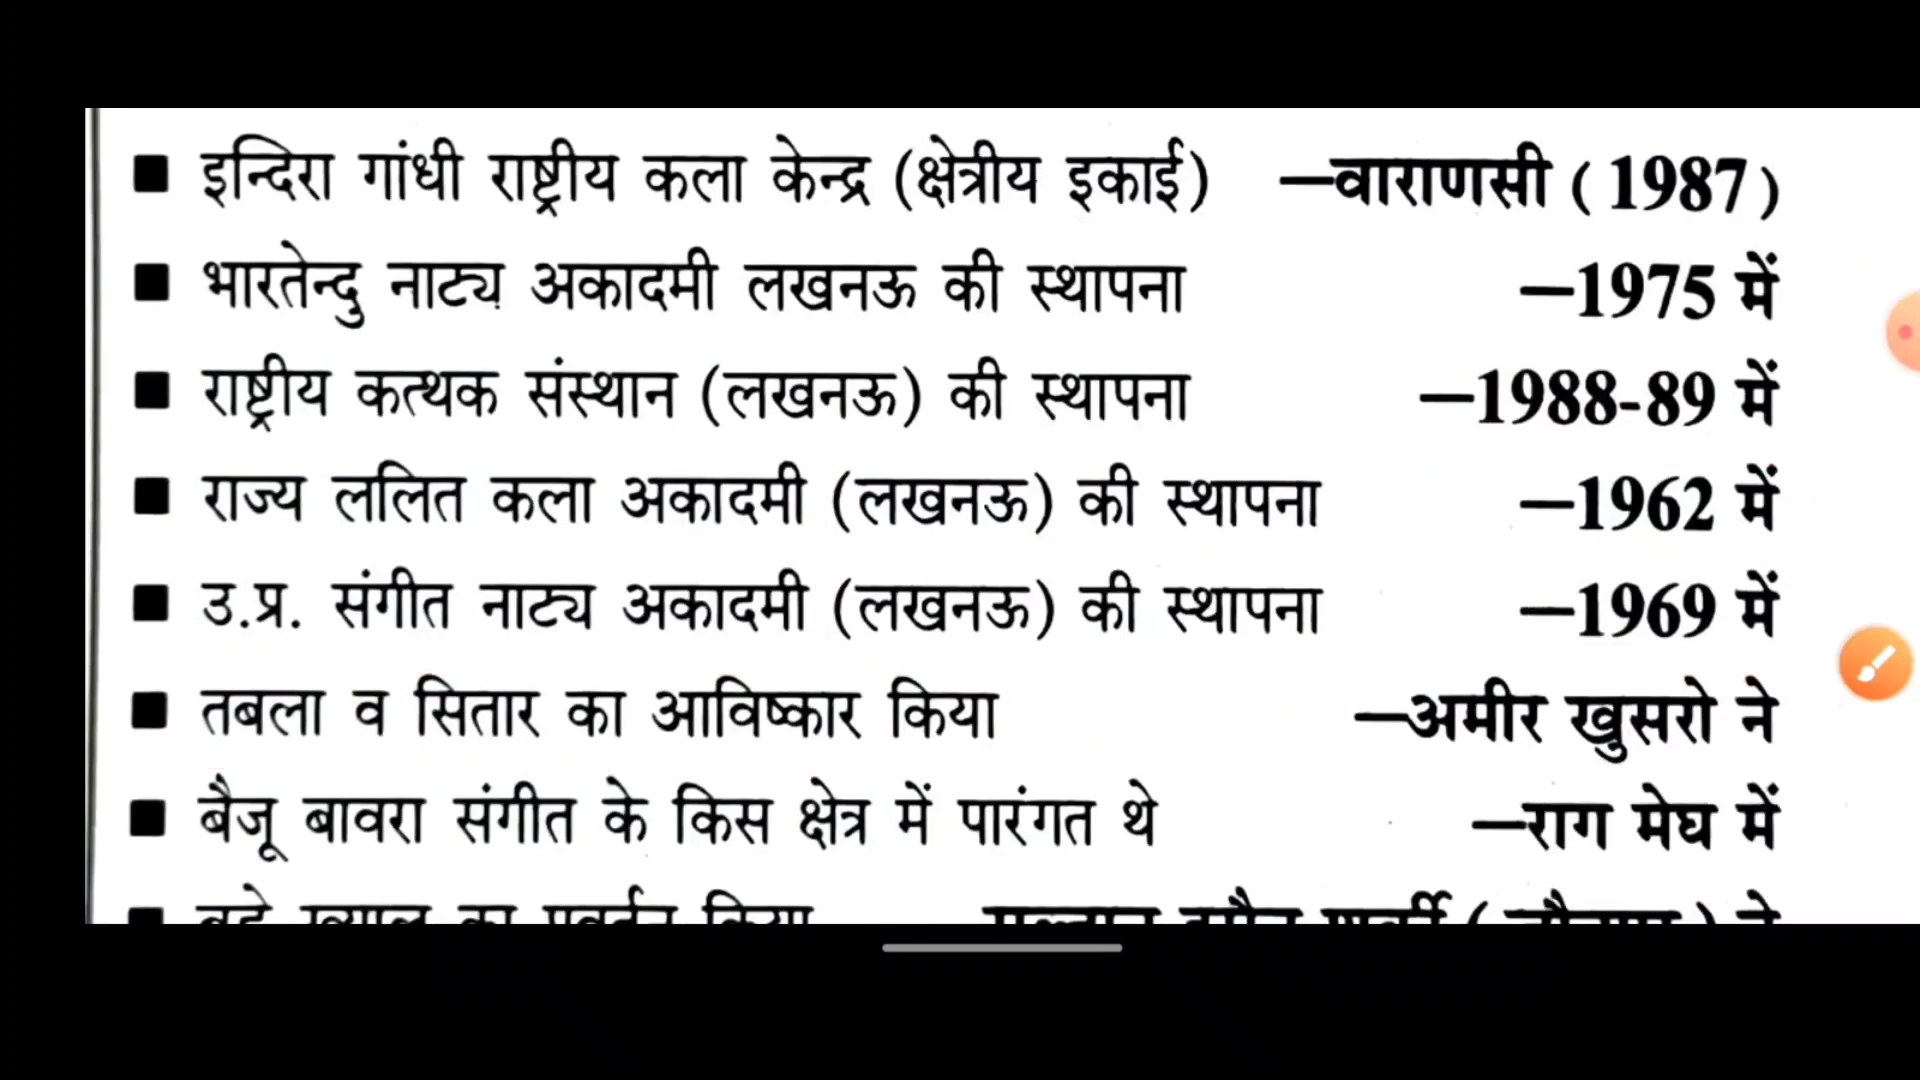 ■ इन्दिरा गांधी राष्ट्रीय कला केन्द्र (क्षेत्रीय इकाई) —वाराणसी (1987)
■ भारतेन्दु नाट्य अकादमी लखनऊ की स्थापना —1975 में
■ राष्ट्रीय कत्थक संस्थान (लखनऊ) की स्थापना —1988-89 में
■ राज्य ललित कला अकादमी (लखनऊ) की स्थापना —1962 में
■ उ.प्र. संगीत नाट्य अकादमी (लखनऊ) की स्थापना —1969 में
■ तबला व सितार का आविष्कार किया —अमीर खुसरो ने
■ बैजू बावरा संगीत के किस क्षेत्र में पारंगत थे —राग मेघ में